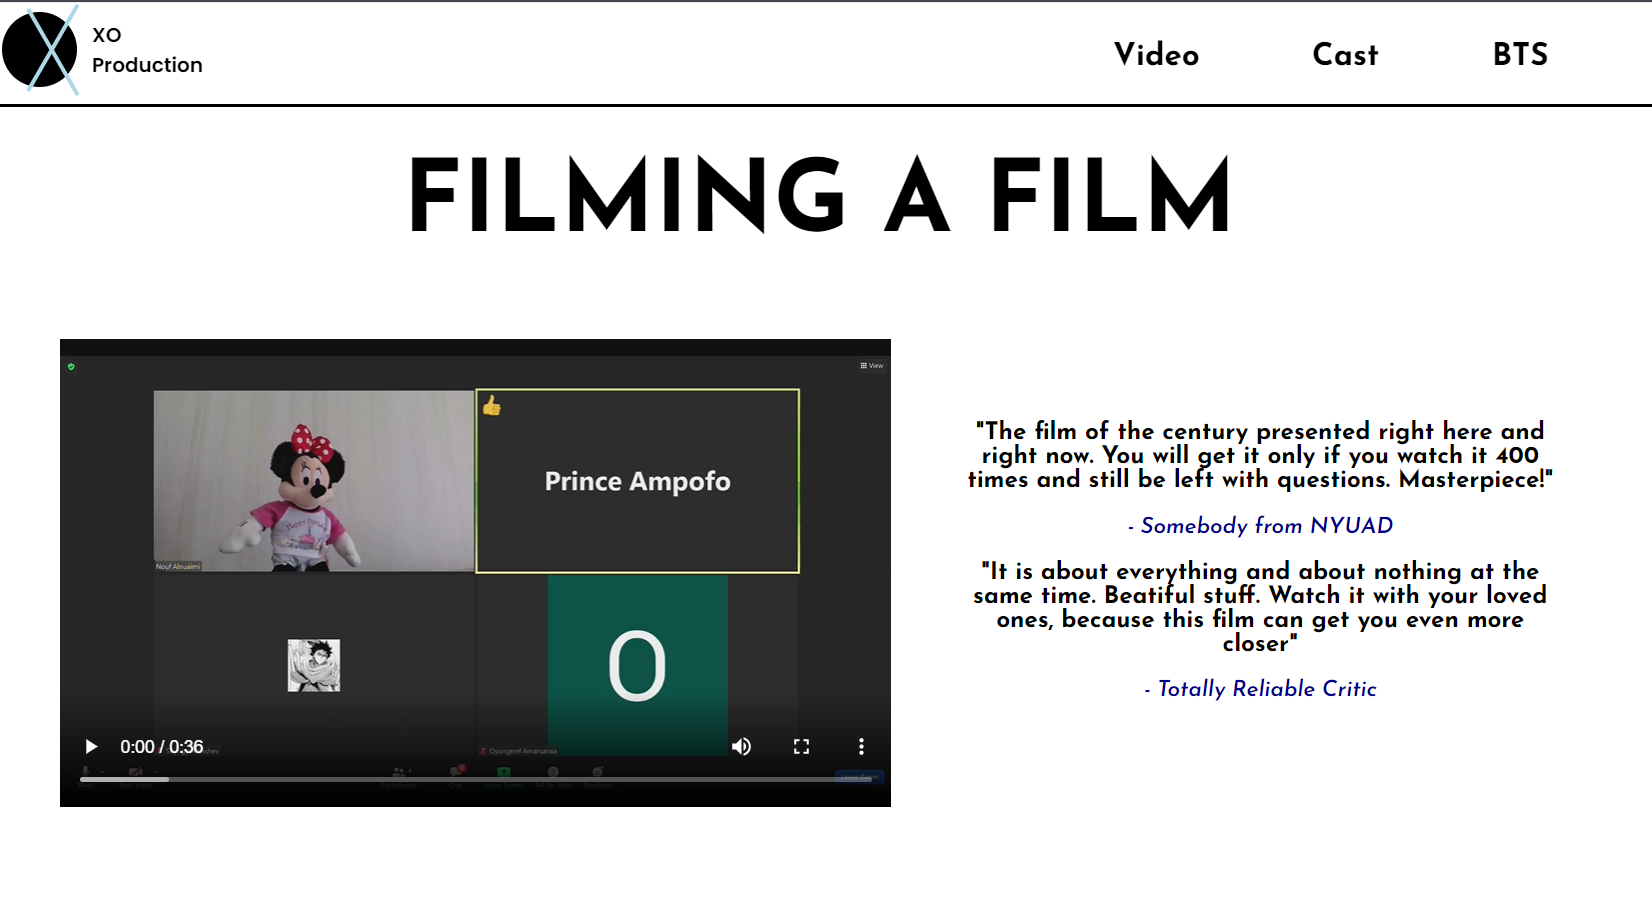 XO
Production
Video
Cast
BTS
FILMING A FILM
View
Prince Ampofo
Nouf Alnuaimi
O
Oyungerel Amarsanaa
0:00 / 0:36
"The film of the century presented right here and
right now. You will get it only if you watch it 400
times and still be left with questions. Masterpiece!"
- Somebody from NYUAD
"It is about everything and about nothing at the
same time. Beatiful stuff. Watch it with your loved
ones, because this film can get you even more
closer"
- Totally Reliable Critic